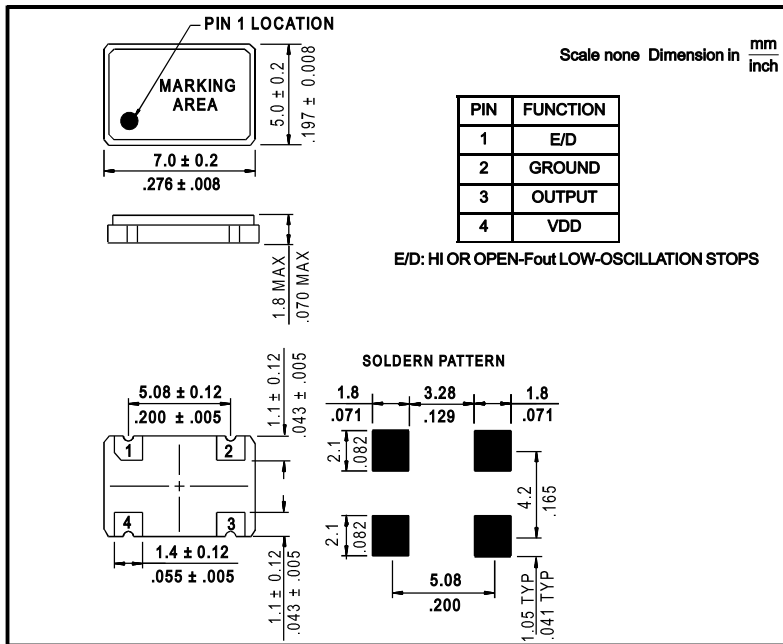 PIN 1 LOCATION
MARKING
AREA
5.0 ± 0.2
.197 ± 0.008
7.0 ± 0.2
.276 ± .008
Scale none Dimension in mm
inch
PIN FUNCTION
1 E/D
2 GROUND
3 OUTPUT
4 VDD
E/D: HI OR OPEN-Fout LOW-OSCILLATION STOPS
1.8 MAX
.070 MAX
5.08 ± 0.12
.200 ± .005
1.1 ± 0.12
.043 ± .005
1 2
4 3
1.4 ± 0.12
.055 ± .005
1.1 ± 0.12
.043 ± .005
SOLDERN PATTERN
1.8 3.28 1.8
.071 .129 .071
2.1
.082
2.1
.082
4.2
.165
5.08
.200
1.05 TYP
.041 TYP